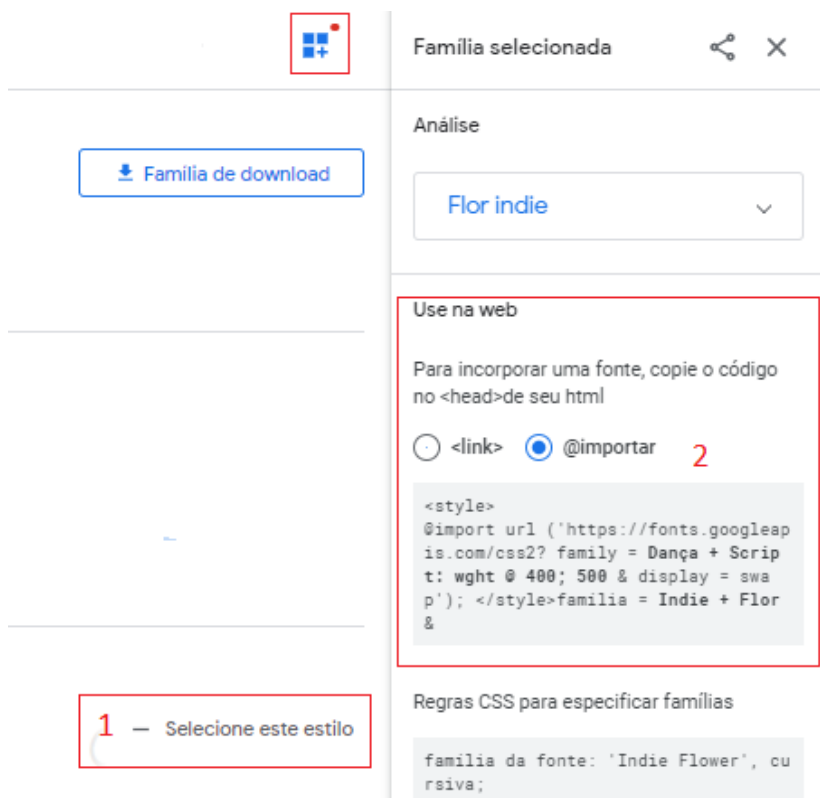 Família selecionada
Análise
Família de download
Flor indie
Use na web
Para incorporar uma fonte, copie o código
no <head>de seu html
<link> @importar 2
<style>
@import url ('https://fonts.googleap
is.com/css2? family = Dança + Scrip
t: wght @ 400; 500 & display = swa
p'); </style>família = Indie + Flor
&
1 — Selecione este estilo
Regras CSS para especificar famílias
família da fonte: 'Indie Flower', cu
rsiva;